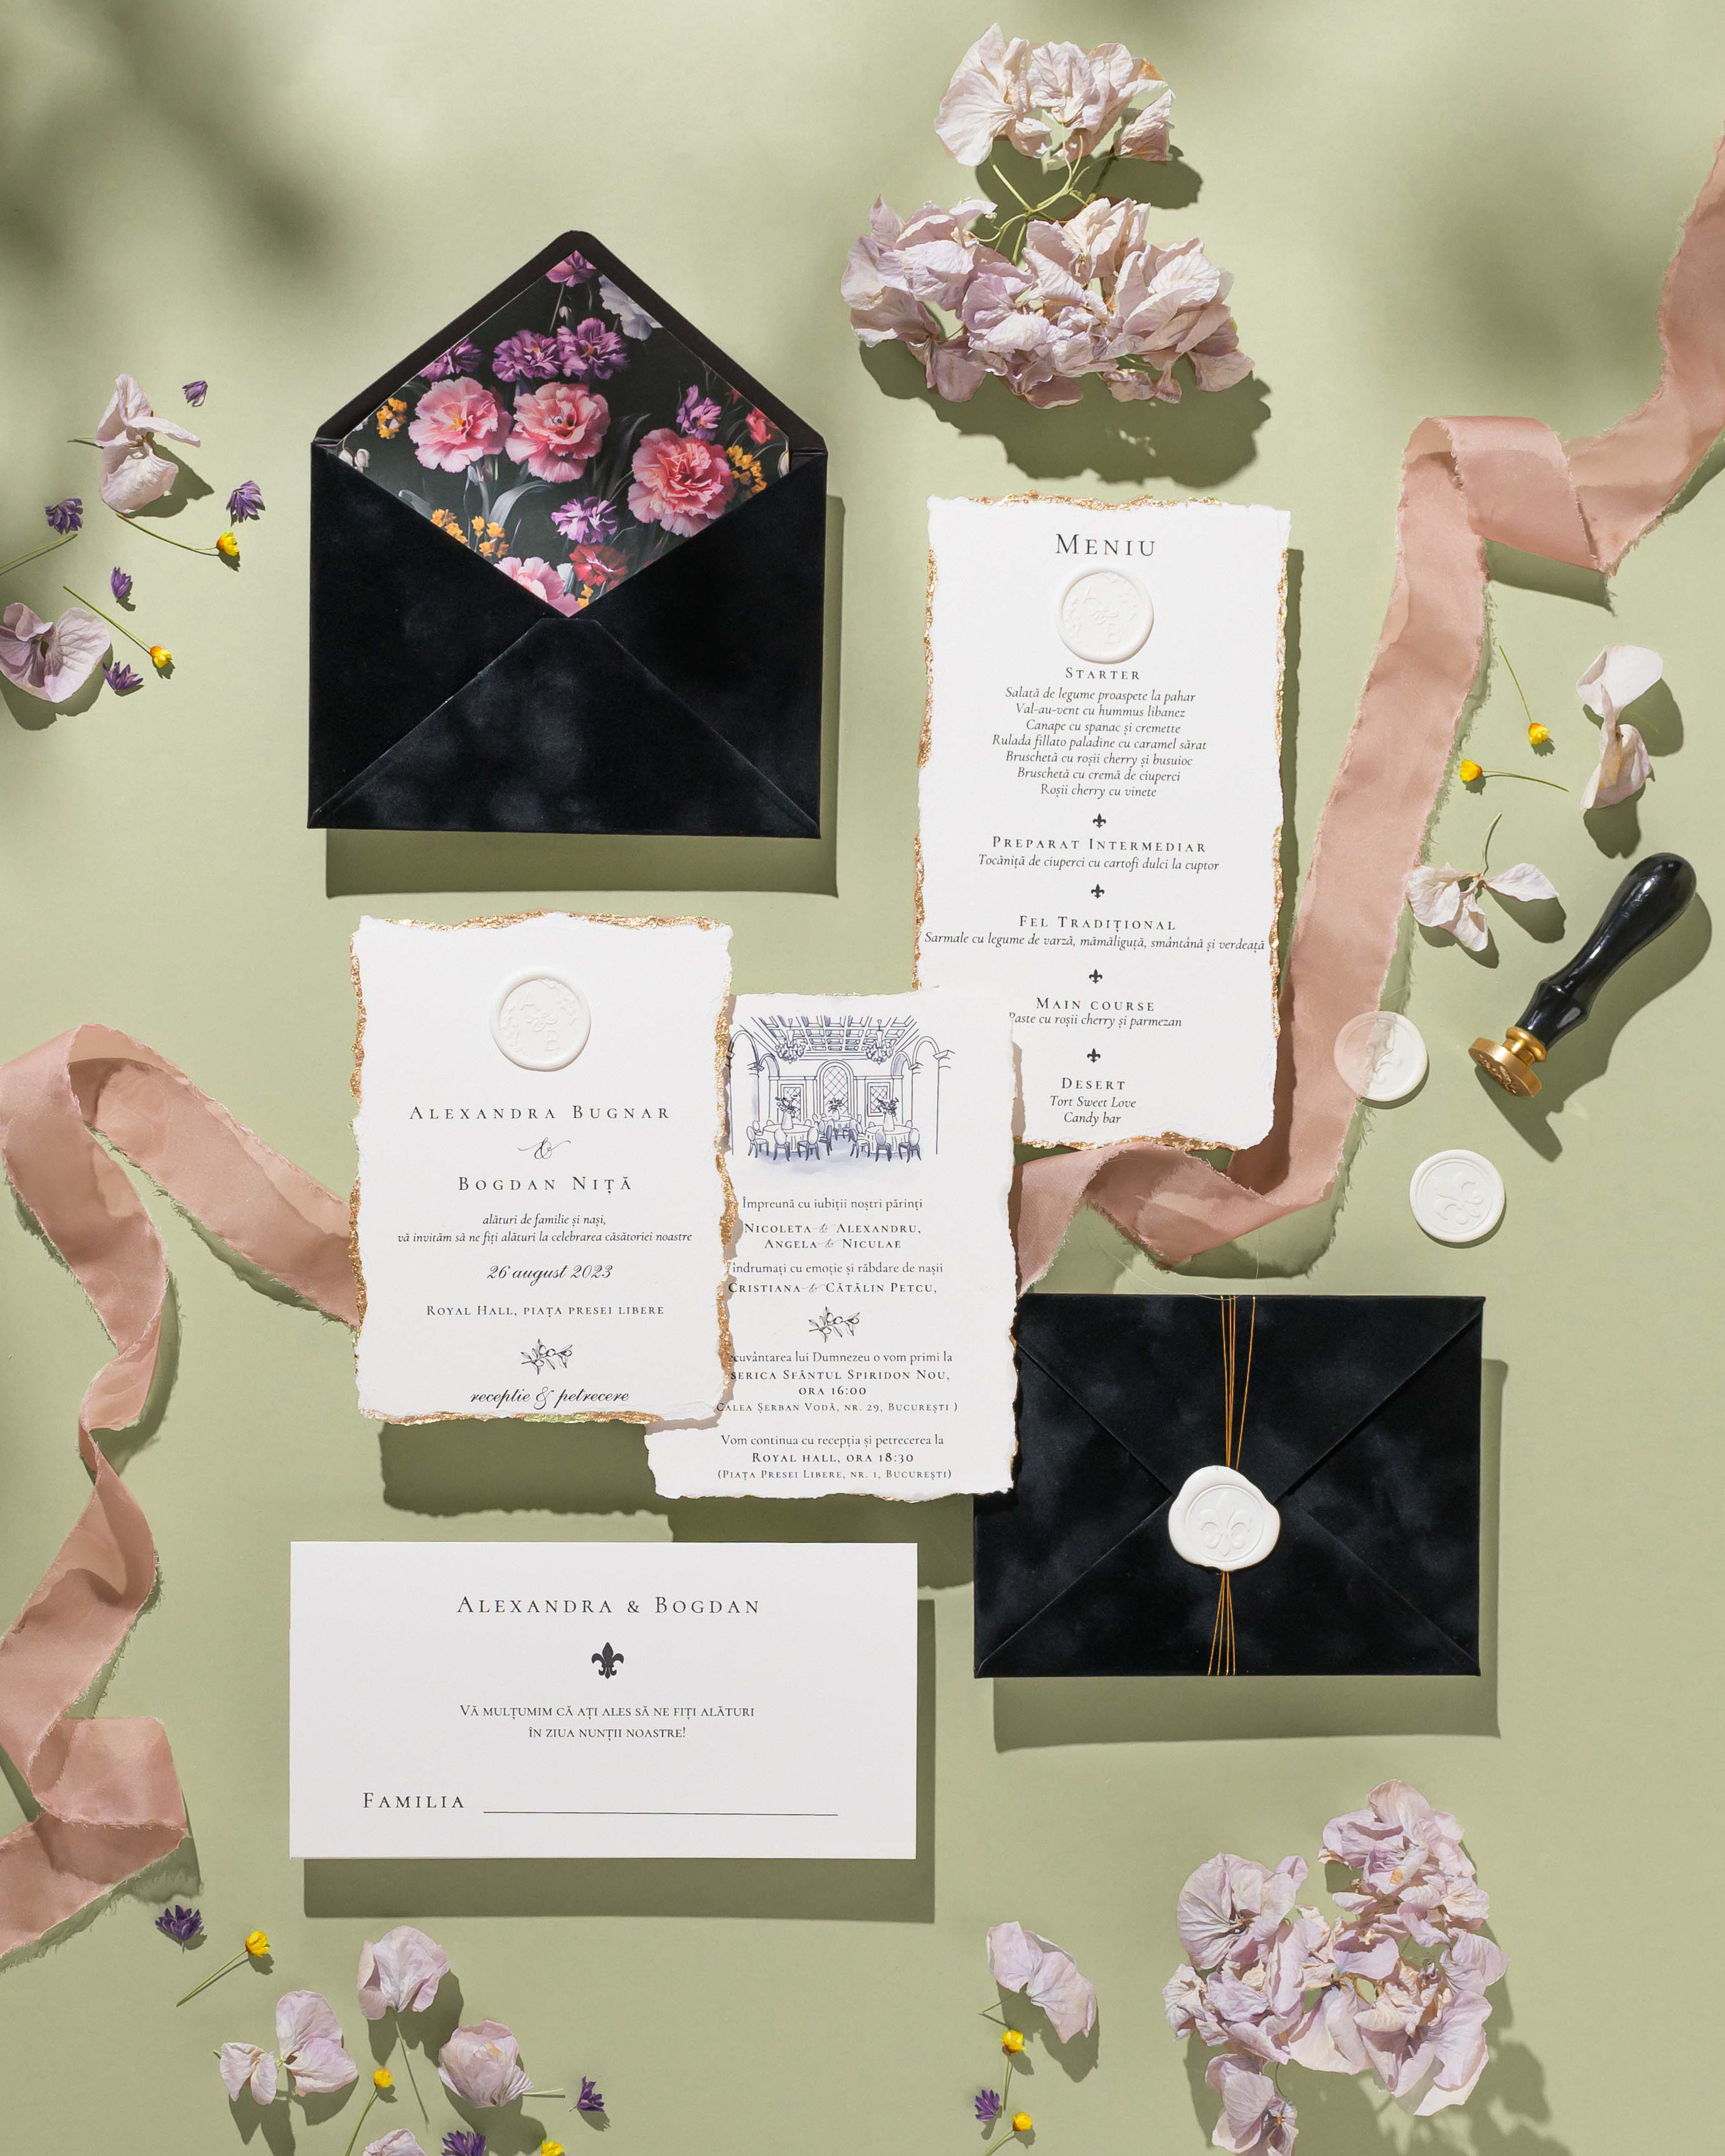 Meniu
Starter
Salată de legume proaspete la pahar
Val-au-vent cu hummus libanez
Canape cu spanac și cremette
Rulada fillato paladine cu caramel sărat
Bruschetă cu roșii cherry și busuioc
Bruschetă cu cremă de ciuperci
Roșii cherry cu vinete
Preparat Intermediar
Tocăniță de ciuperci cu cartofi dulci la cuptor
Fel Tradițional
Sarmale cu legume de varză, mămăliguță, smântână și verdeață
Main course
Paste cu roșii cherry și parmezan
Desert
Tort Sweet Love
Candy bar
A & B
Alexandra Bugnar
&
Bogdan Niță
alături de familie și nași,
vă invităm să ne fiți alături la celebrarea căsătoriei noastre
26 august 2023
Royal Hall, piața presei libere
receptie & petrecere
Împreună cu iubiții noștri părinți
Nicoleta & Alexandru,
Angela & Niculae
îndrumați cu emoție și răbdare de nașii
Cristiana & Cătălin Petcu,
cuvântarea lui Dumnezeu o vom primi la
serica Sfântul Spiridon Nou,
ora 16:00
Calea Șerban Vodă, nr. 29, București )
Vom continua cu recepția și petrecerea la
Royal hall, ora 18:30
(Piața Presei Libere, nr. 1, București)
Alexandra & Bogdan
Vă mulțumim că ați ales să ne fiți alături
în ziua nunții noastre!
Familia